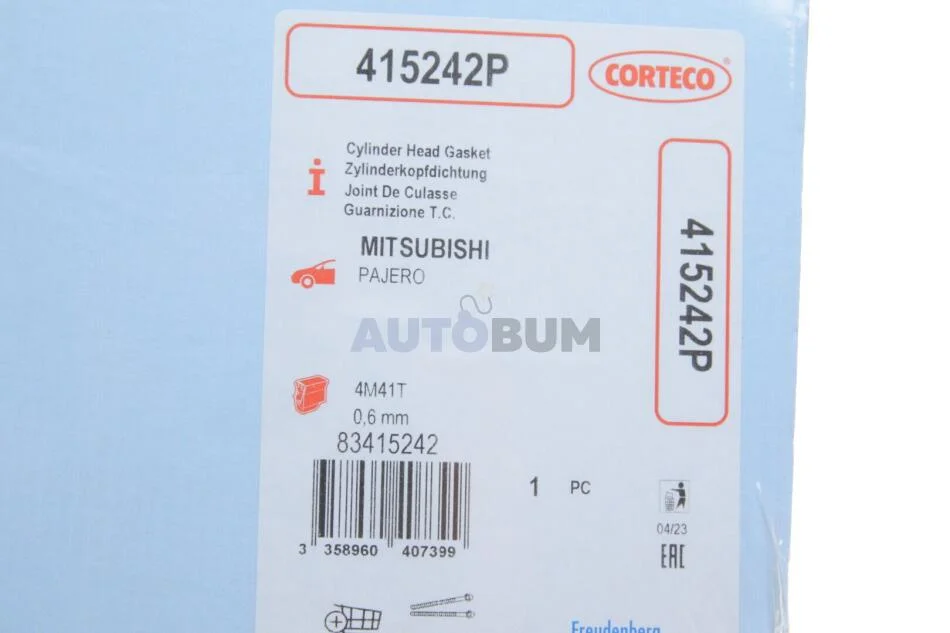 415242P
CORTECO®
i
Cylinder Head Gasket
Zylinderkopfdichtung
Joint De Culasse
Guarnizione T.C.
MITSUBISHI
PAJERO
415242P
AUTOBUM
4M41T
0,6 mm
83415242
1 PC
3 358960 407399
04/23
EAC
Freudenberg